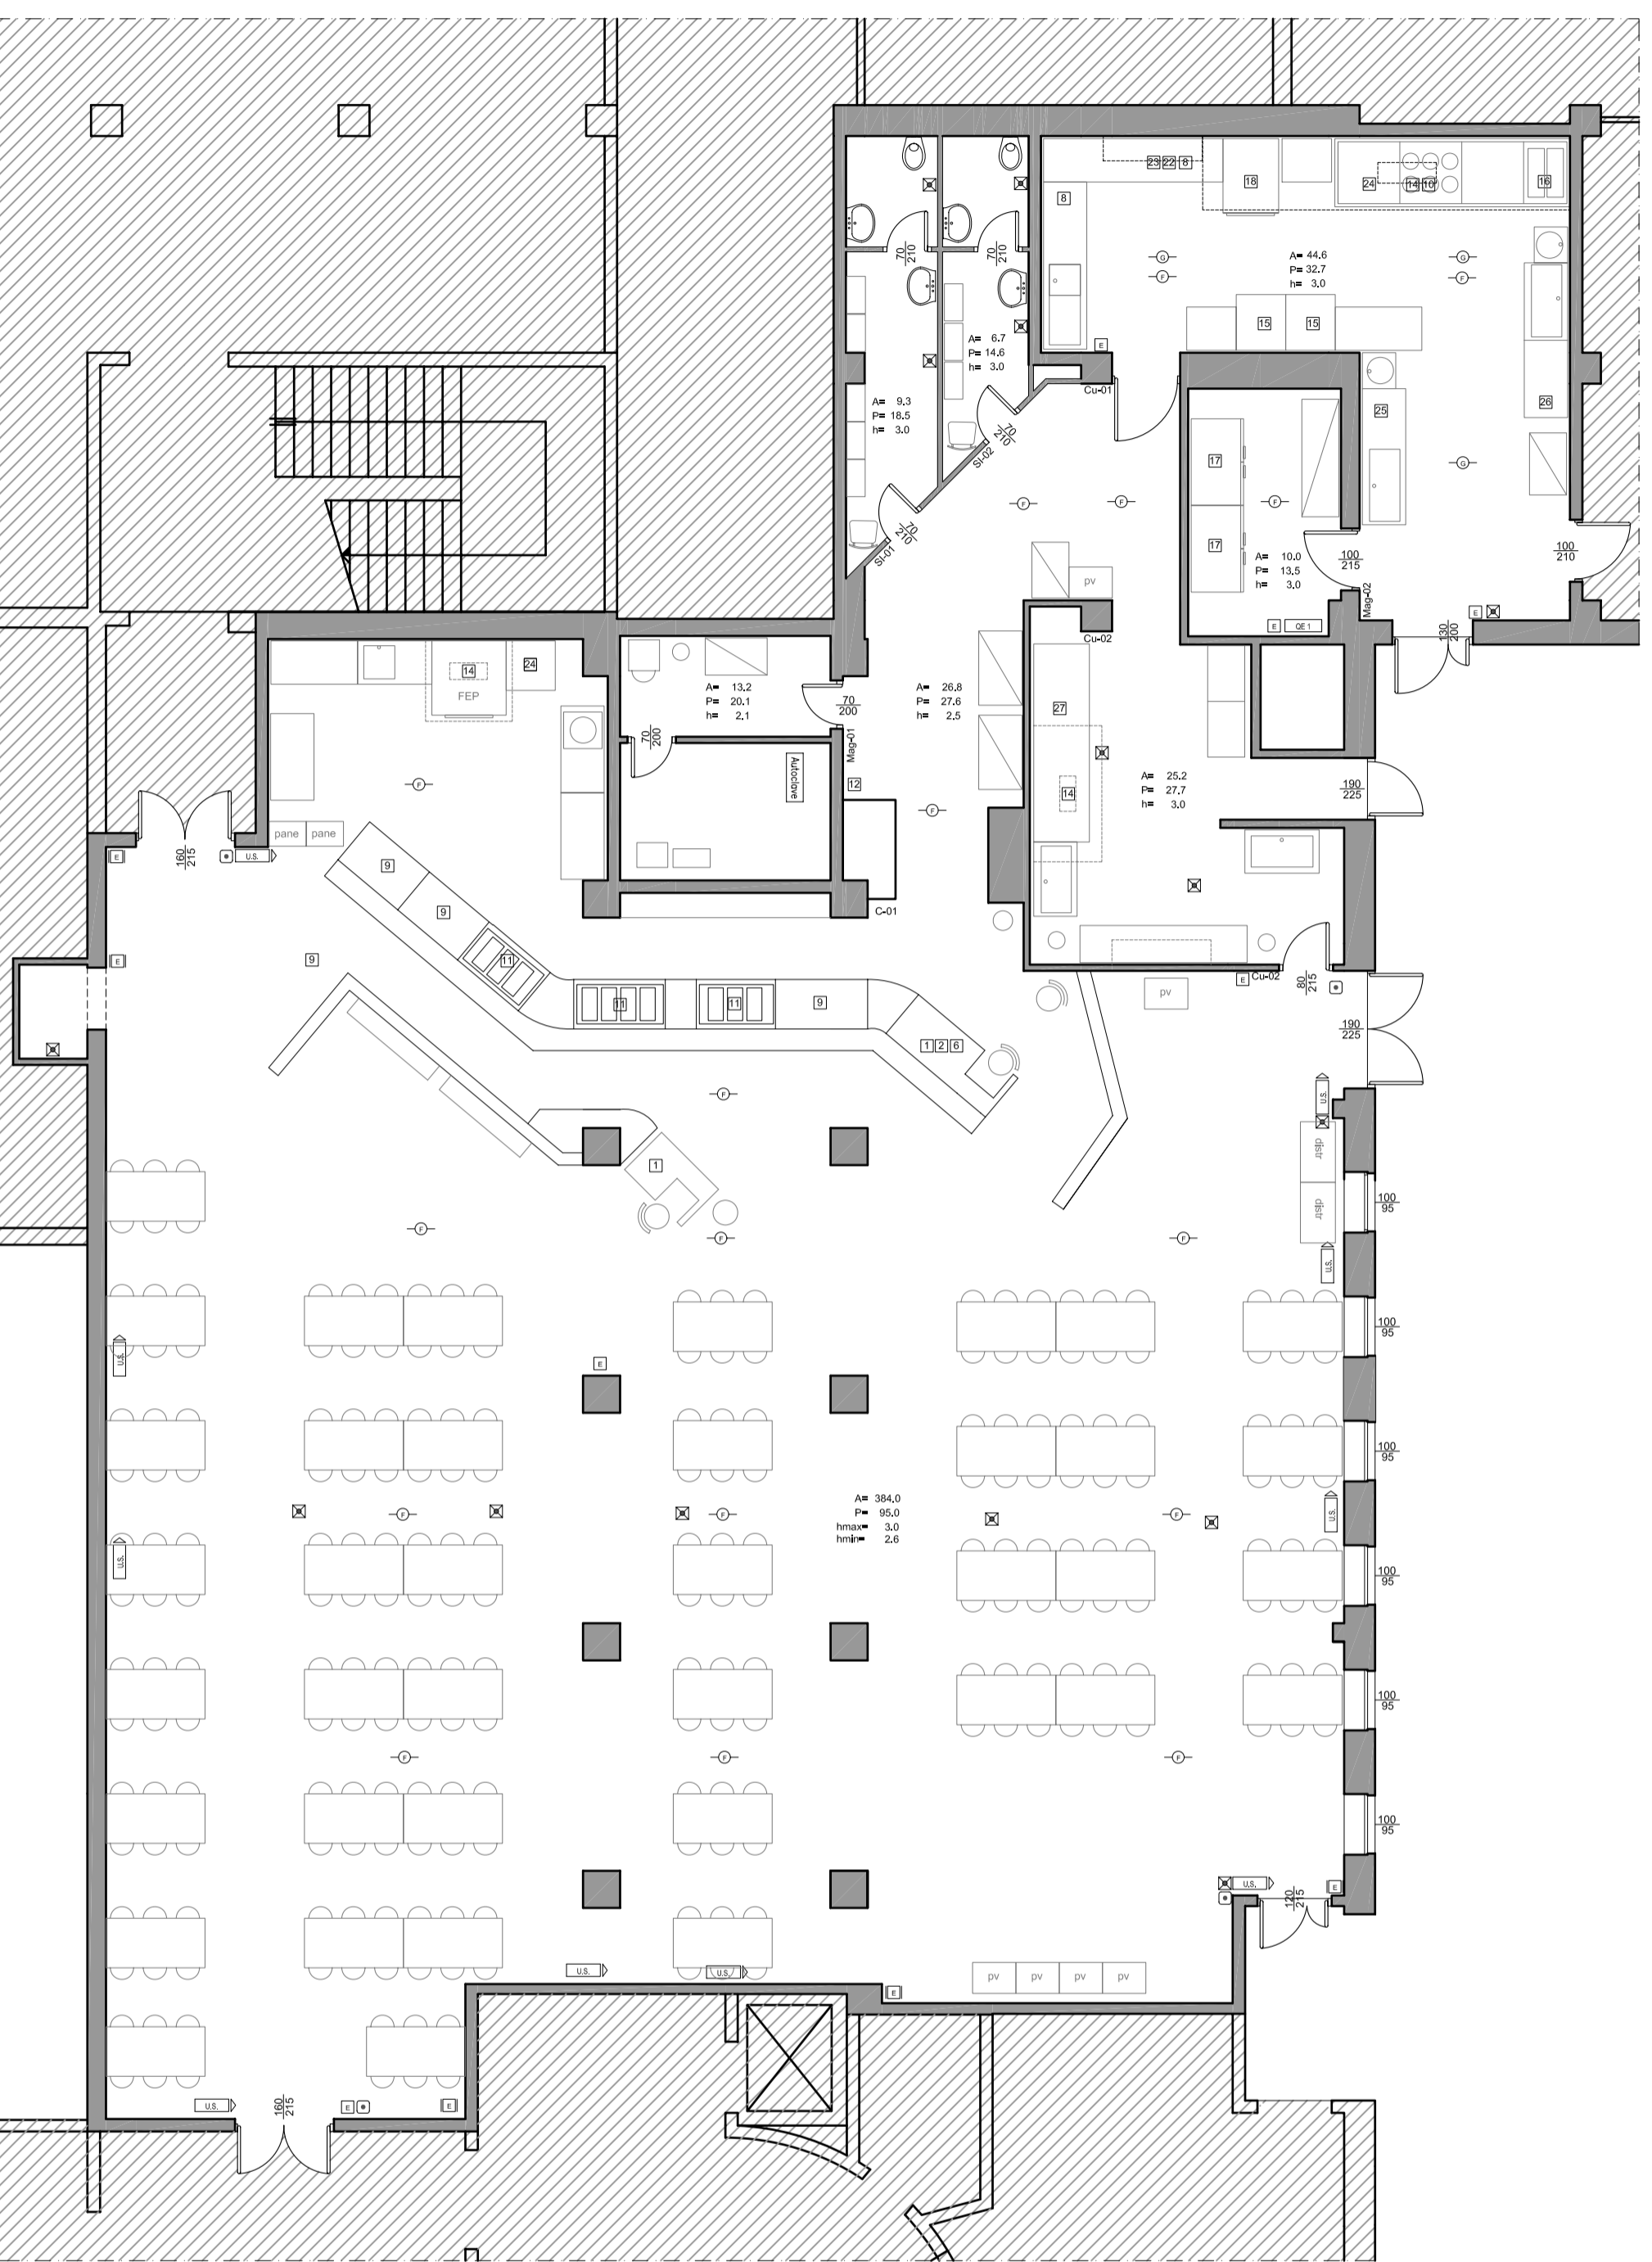 23 22 8
18
24
14 10
16
8
70
210
70
210
G
F
A= 44.6
P= 32.7
h= 3.0
G
F
15
15
E
A= 6.7
P= 14.6
h= 3.0
Cu-01
25
26
A= 9.3
P= 18.5
h= 3.0
70
210
SI-02
17
G
F
F
F
70
210
SI-01
17
A= 10.0
P= 13.5
h= 3.0
100
215
100
210
pv
Mag-02
E
E QE 1
130
200
Cu-02
14
FEP
24
A= 13.2
P= 20.1
h= 2.1
70
200
A= 26.8
P= 27.6
h= 2.5
27
70
200
Mag-01
Autoclave
F
12
F
14
A= 25.2
P= 27.7
h= 3.0
190
225
pane pane
160
215
E
U.S.
9
9
C-01
E
9
11
11
11
9
E
Cu-02
80
215
pv
190
225
1 2 6
F
U.S.
distr
1
distr
100
95
F
F
F
U.S.
100
95
U.S.
E
100
95
A= 384.0
P= 95.0
hmax= 3.0
hmin= 2.6
F
F
F
U.S.
U.S.
100
95
100
95
F
F
F
100
95
U.S.
E
120
215
U.S.
U.S.
E
pv pv pv pv
U.S.
160
215
E
E